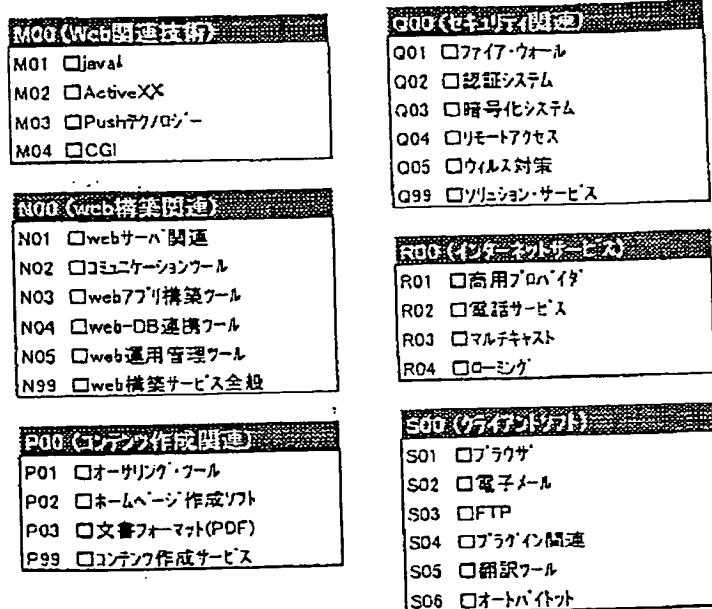 M00 (Web関連技術)
M01 □java
M02 □ActiveXX
M03 □Pushテクノロジー
M04 □CGI
N00 (web構築関連)
N01 □webサーバ関連
N02 □コミュニケーションツール
N03 □webアプリ構築ツール
N04 □web-DB連携ツール
N05 □web運用管理ツール
N99 □web構築サービス全般
P00 (コンテンツ作成関連)
P01 □オーサリング・ツール
P02 □ホームページ作成ソフト
P03 □文書フォーマット(PDF)
P99 □コンテンツ作成サービス
Q00 (セキュリティ関連)
Q01 □ファイア・ウォール
Q02 □認証システム
Q03 □暗号化システム
Q04 □リモートアクセス
Q05 □ウィルス対策
Q99 □ソリュション・サービス
R00 (インターネットサービス)
R01 □商用プロバイダ
R02 □電話サービス
R03 □マルチキャスト
R04 □ローミング
S00 (クライアントソフト)
S01 □ブラウザ
S02 □電子メール
S03 □FTP
S04 □プラグイン関連
S05 □翻訳ツール
S06 □オートパイロット